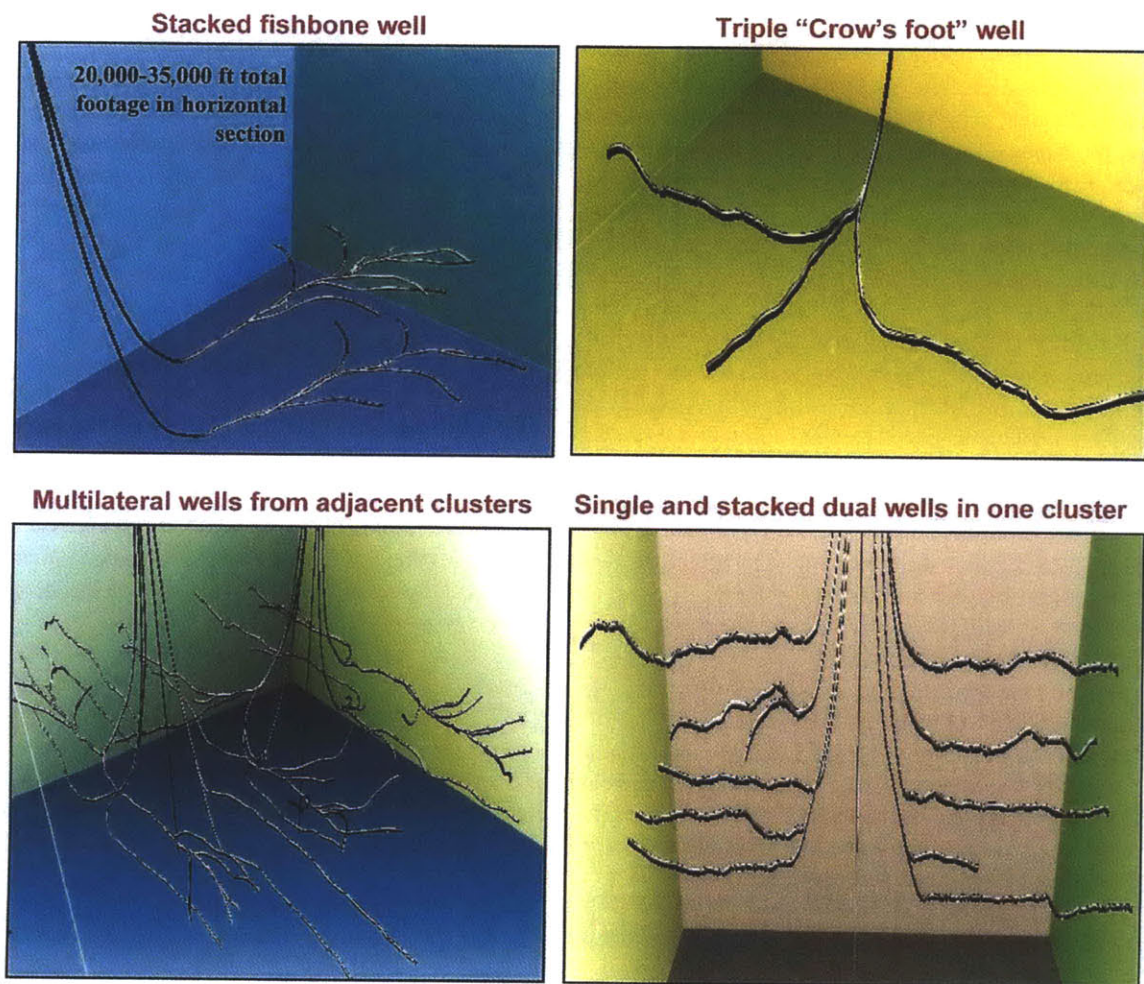 Stacked fishbone well
Triple “Crow’s foot” well
20,000-35,000 ft total
footage in horizontal
section
Multilateral wells from adjacent clusters
Single and stacked dual wells in one cluster